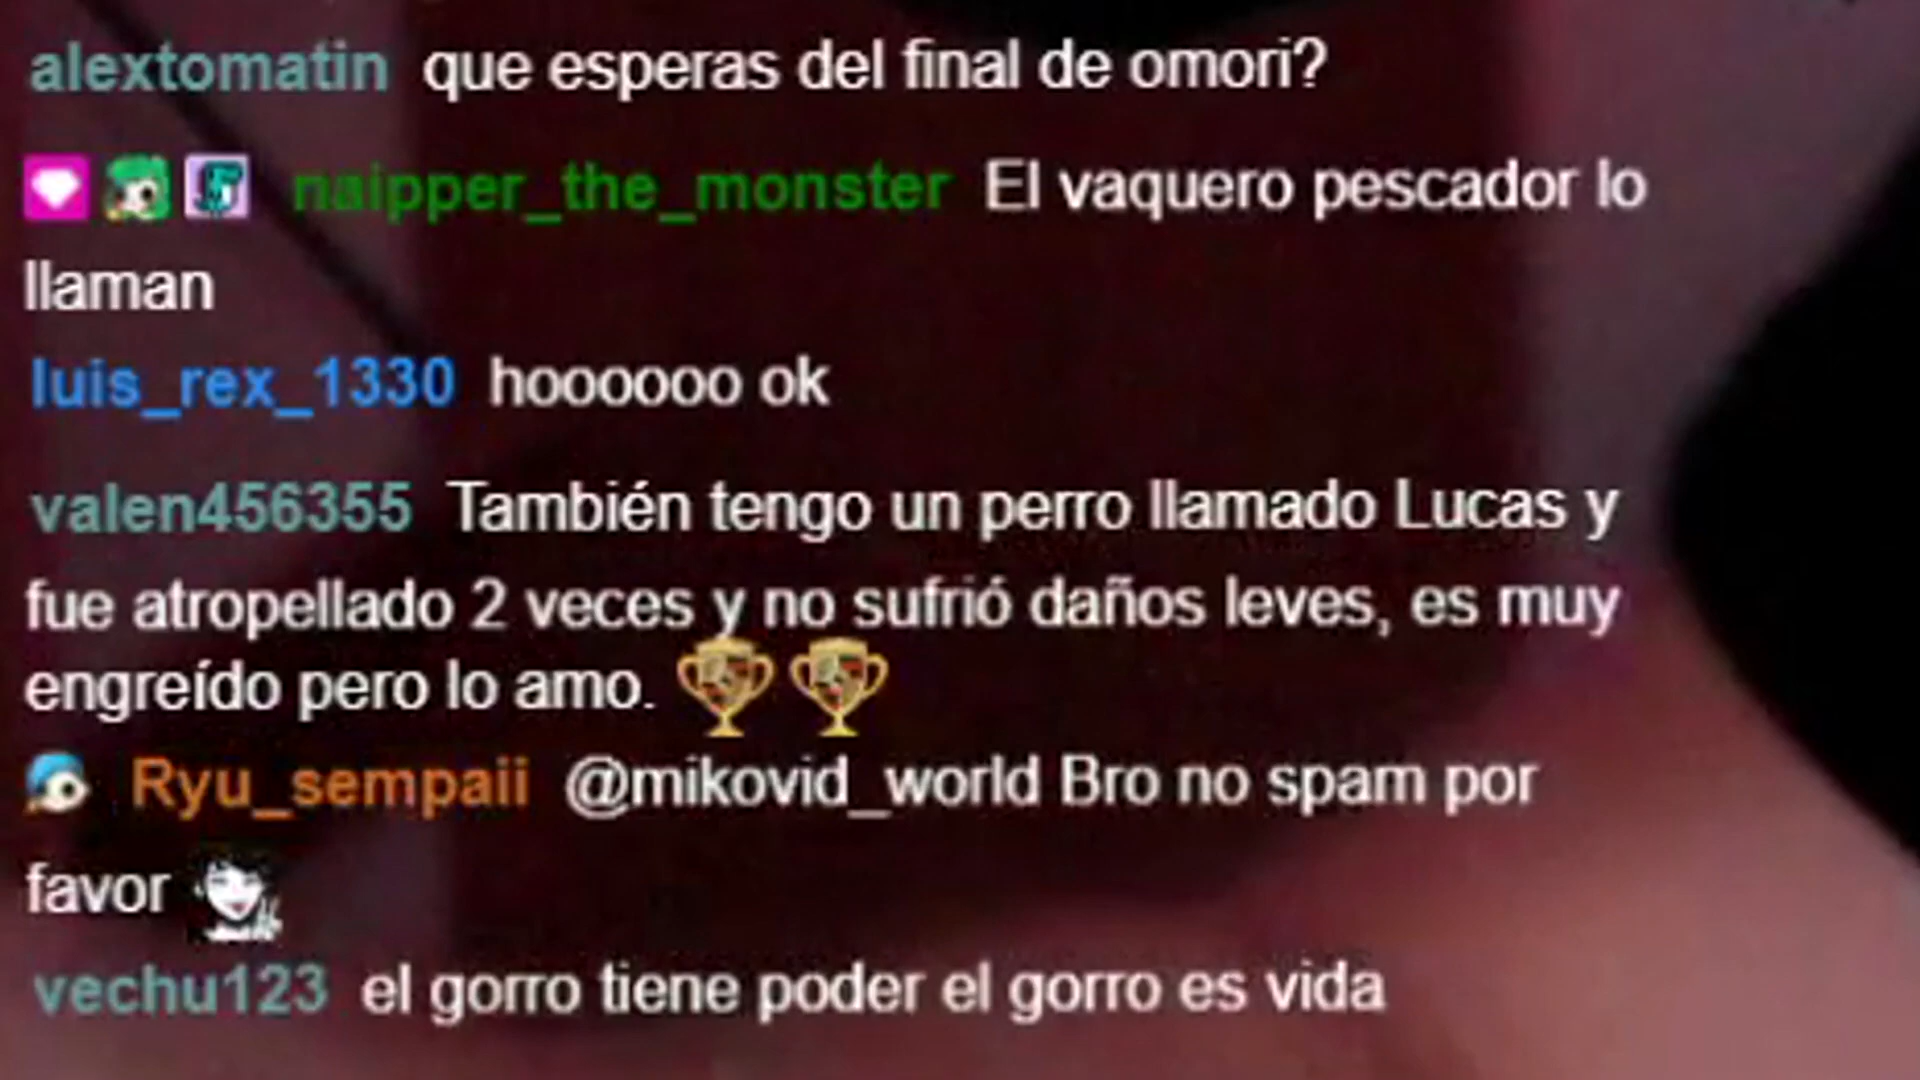 alextomatin que esperas del final de omori?
naipper_the_monster El vaquero pescador lo
llaman
luis_rex_1330 hoooooo ok
valen456355 También tengo un perro llamado Lucas y
fue atropellado 2 veces y no sufrió daños leves, es muy
engreído pero lo amo.
Ryu_sempaii @mikovid_world Bro no spam por
favor
vechu123 el gorro tiene poder el gorro es vida